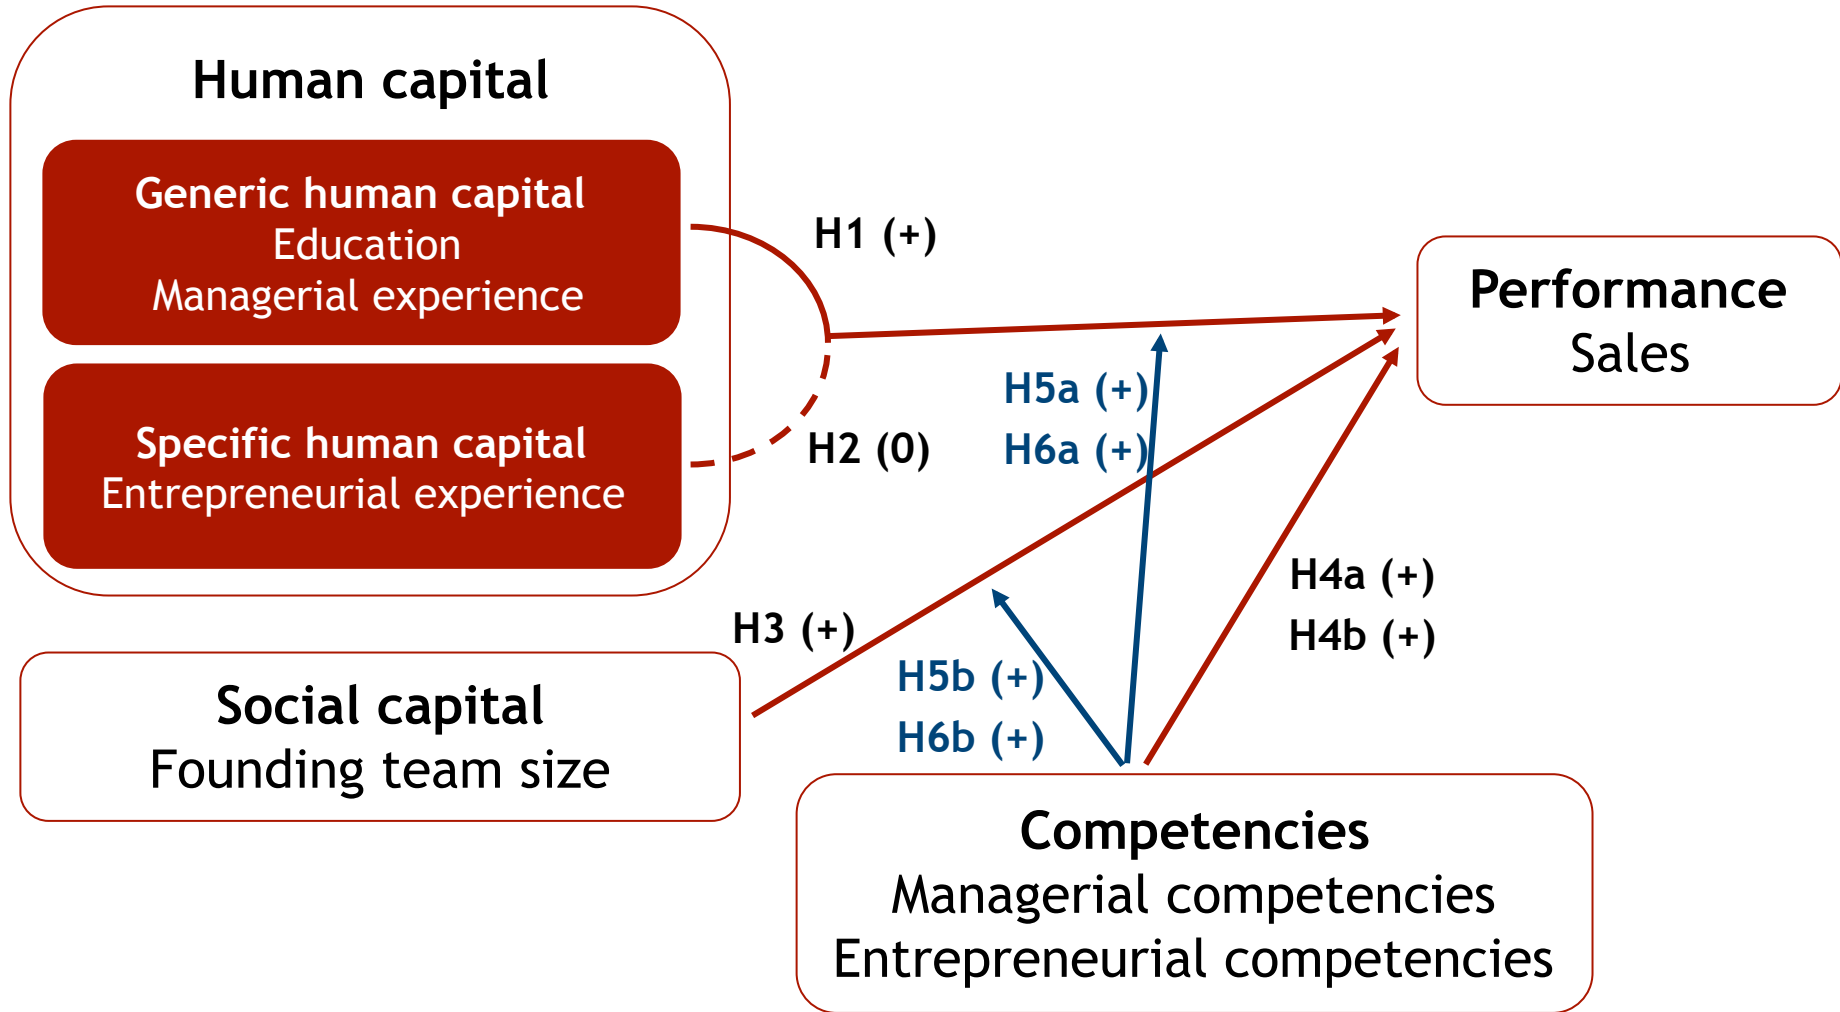 Human capital
Generic human capital
Education
Managerial experience
Specific human capital
Entrepreneurial experience
H1 (+)
H2 (0)
Performance
Sales
H5a (+)
H6a (+)
H4a (+)
H4b (+)
H3 (+)
H5b (+)
H6b (+)
Social capital
Founding team size
Competencies
Managerial competencies
Entrepreneurial competencies